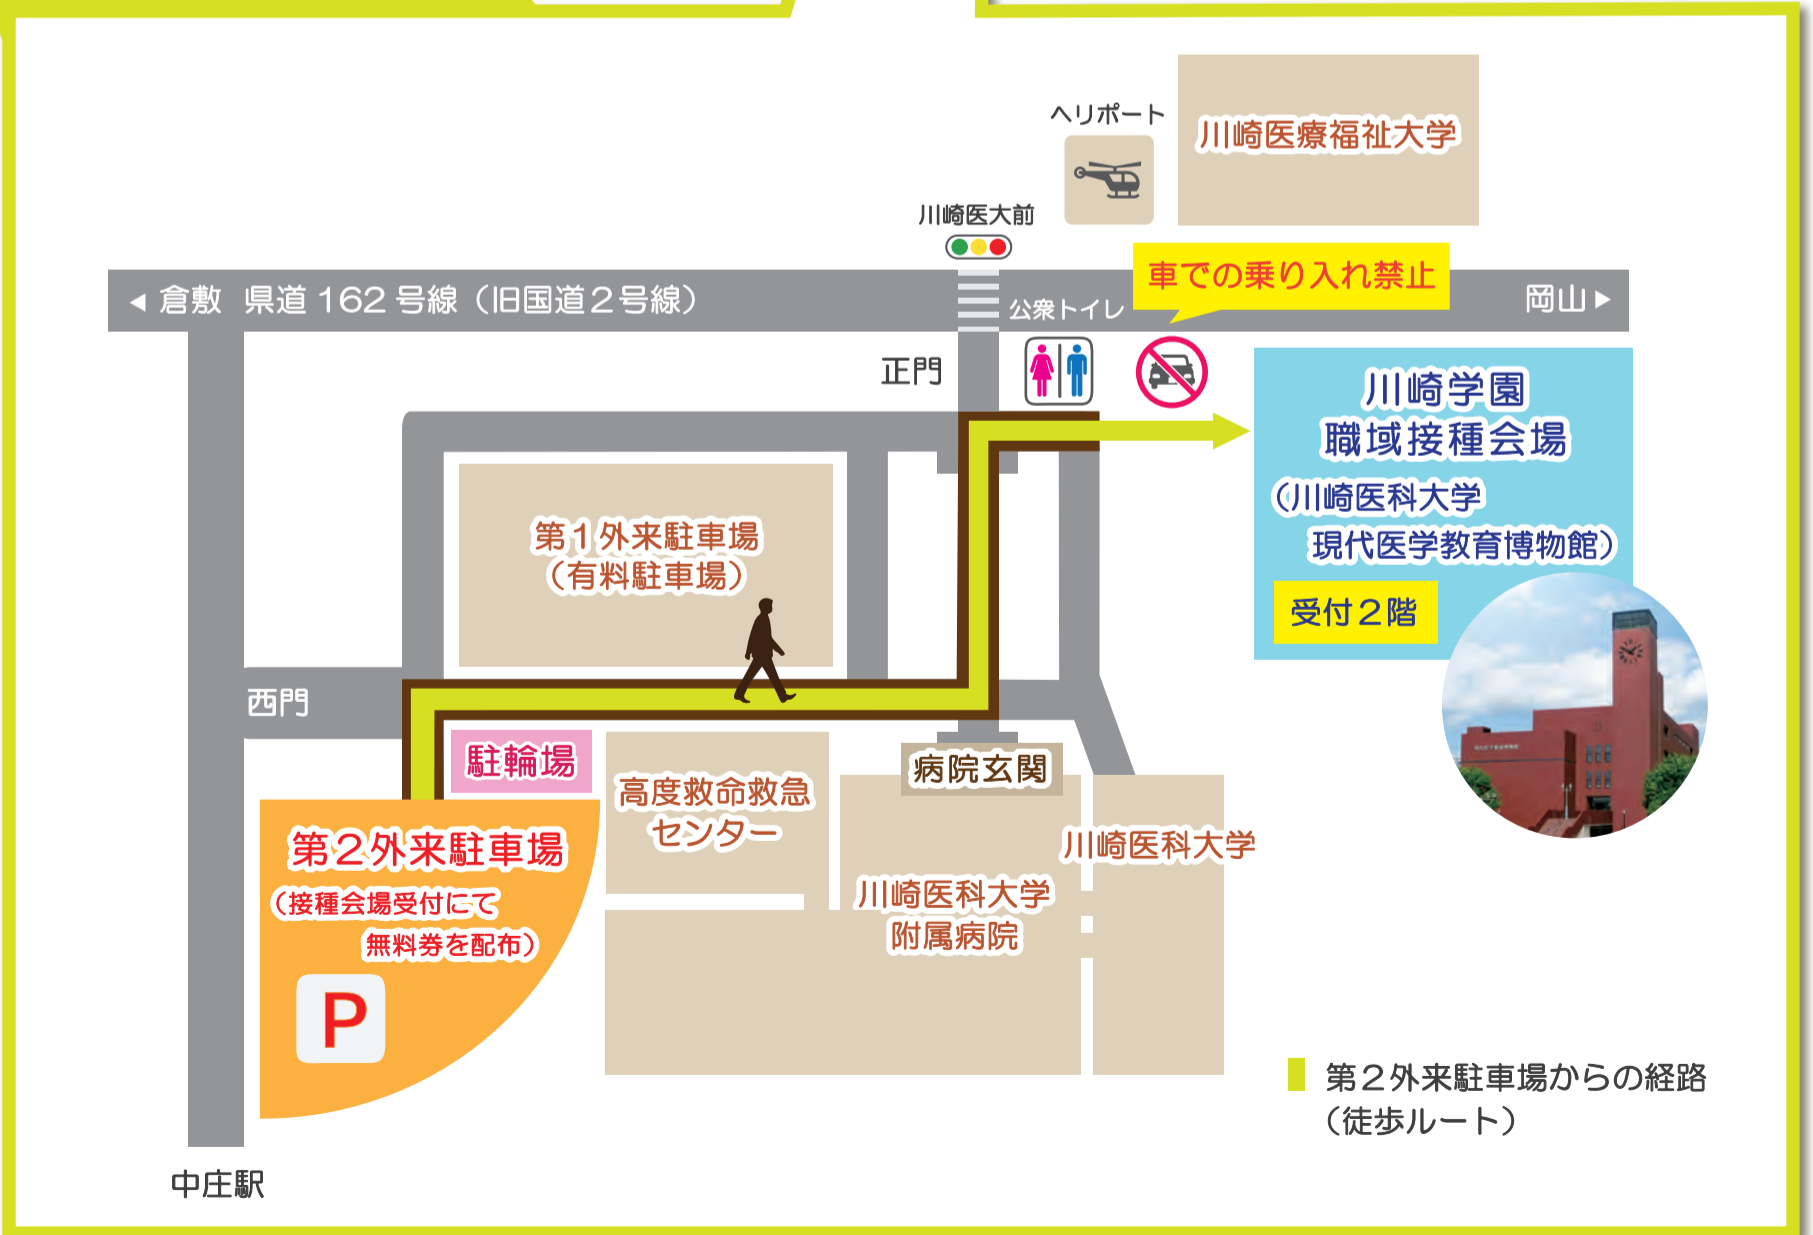 ヘリポート
川崎医療福祉大学
川崎医大前
車での乗り入れ禁止
◀ 倉敷 県道162号線（旧国道2号線）
公衆トイレ
岡山 ▶
正門
川崎学園
職域接種会場
（川崎医科大学
現代医学教育博物館）
受付2階
第1外来駐車場
（有料駐車場）
西門
駐輪場
高度救命救急
センター
病院玄関
川崎医科大学
川崎医科大学
附属病院
第2外来駐車場
（接種会場受付にて
無料券を配布）
P
第2外来駐車場からの経路
（徒歩ルート）
中庄駅